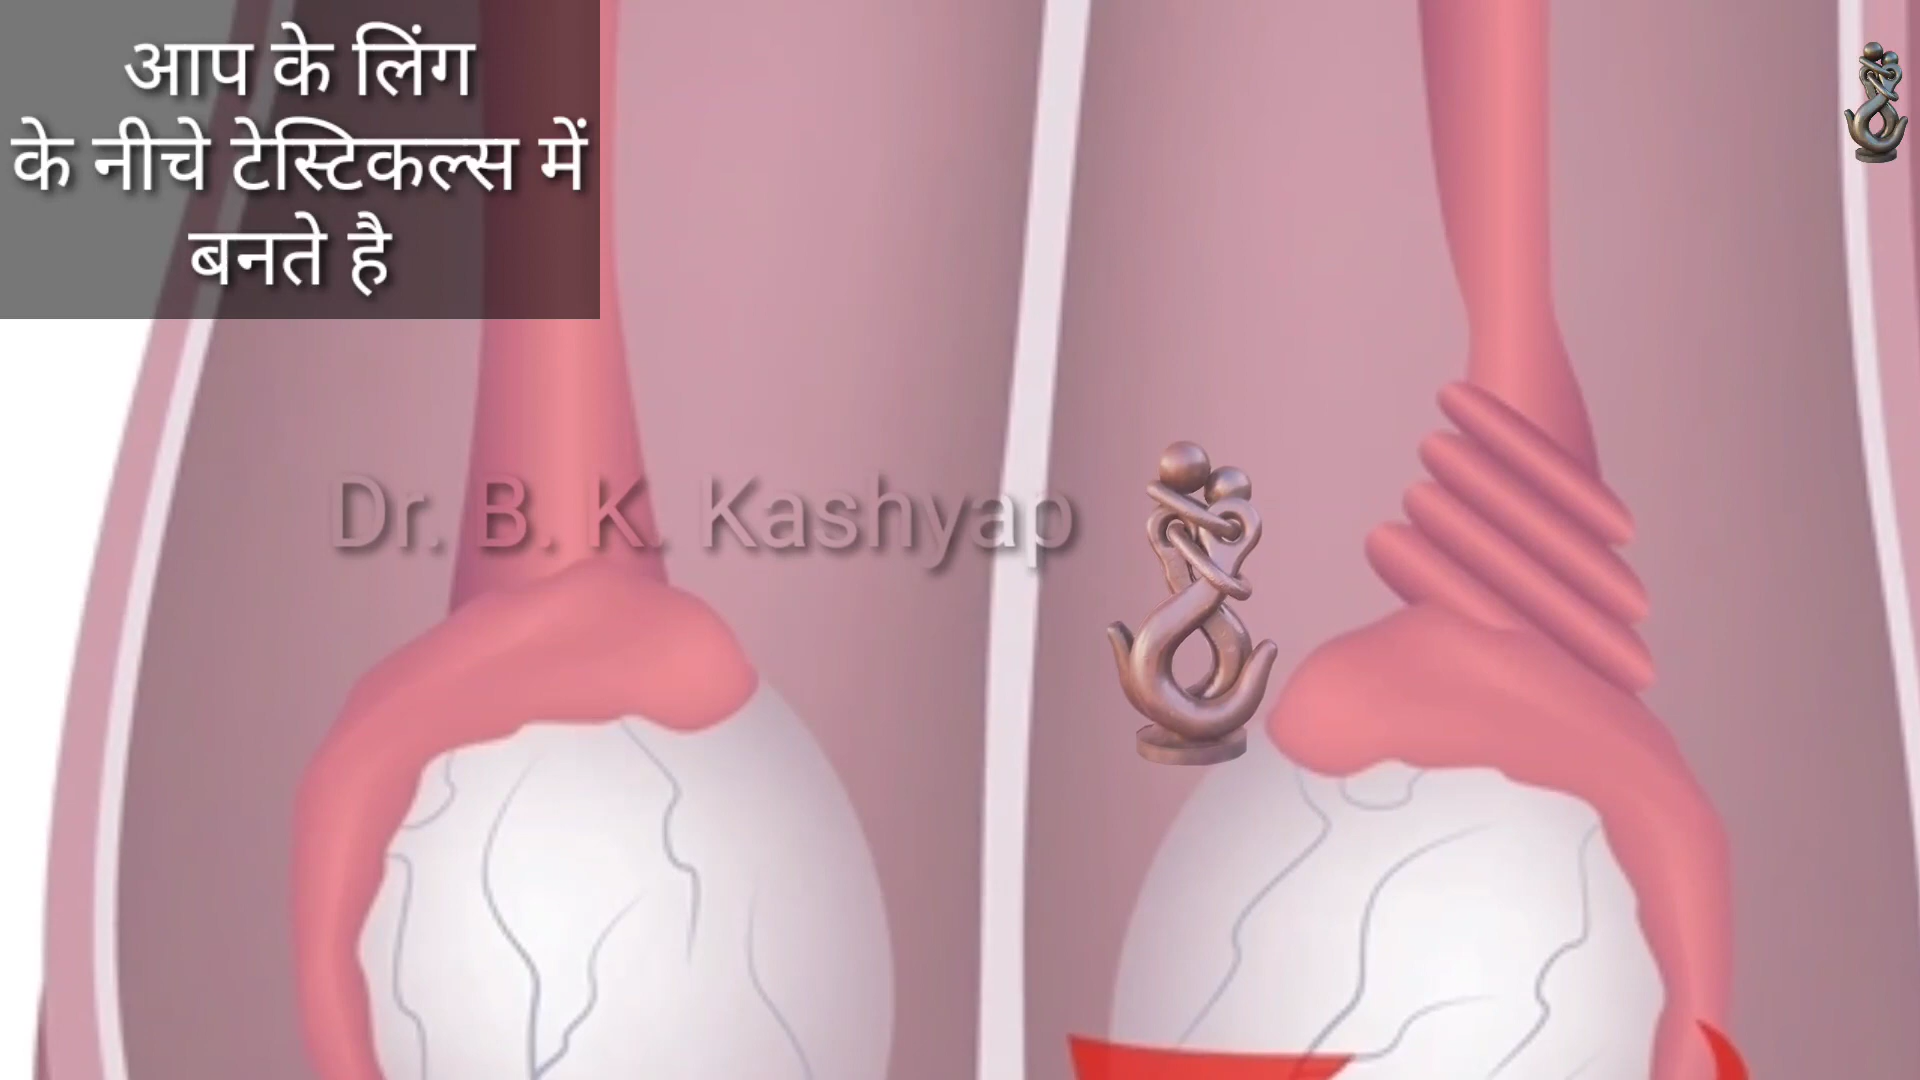 आप के लिंग
के नीचे टेस्टिकल्स में
बनते है
Dr. B. K. Kashyap